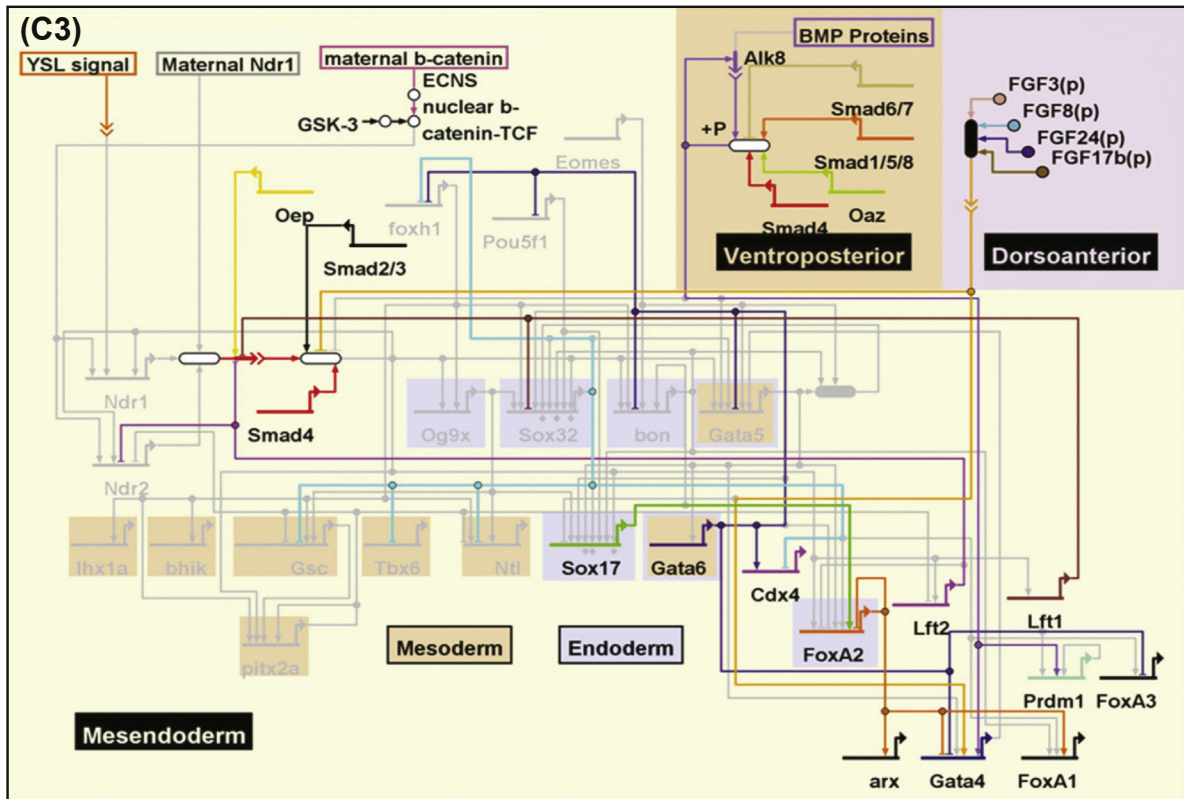 (C3)
YSL signal
Maternal Ndr1
maternal b-catenin
ECNS
nuclear b-
catenin-TCF
GSK-3
Eomes
foxh1
Pou5f1
Oep
Smad2/3
BMP Proteins
Alk8
Smad6/7
+P
Smad1/5/8
Oaz
Smad4
Ventroposterior
FGF3(p)
FGF8(p)
FGF24(p)
FGF17b(p)
Dorsoanterior
Ndr1
Smad4
Og9x
Sox32
bon
Gata5
Ndr2
lhx1a
bhik
Gsc
Tbx6
Ntl
Sox17
Gata6
Cdx4
FoxA2
Lft2
Lft1
pitx2a
Mesoderm
Endoderm
Prdm1
FoxA3
Mesendoderm
arx
Gata4
FoxA1